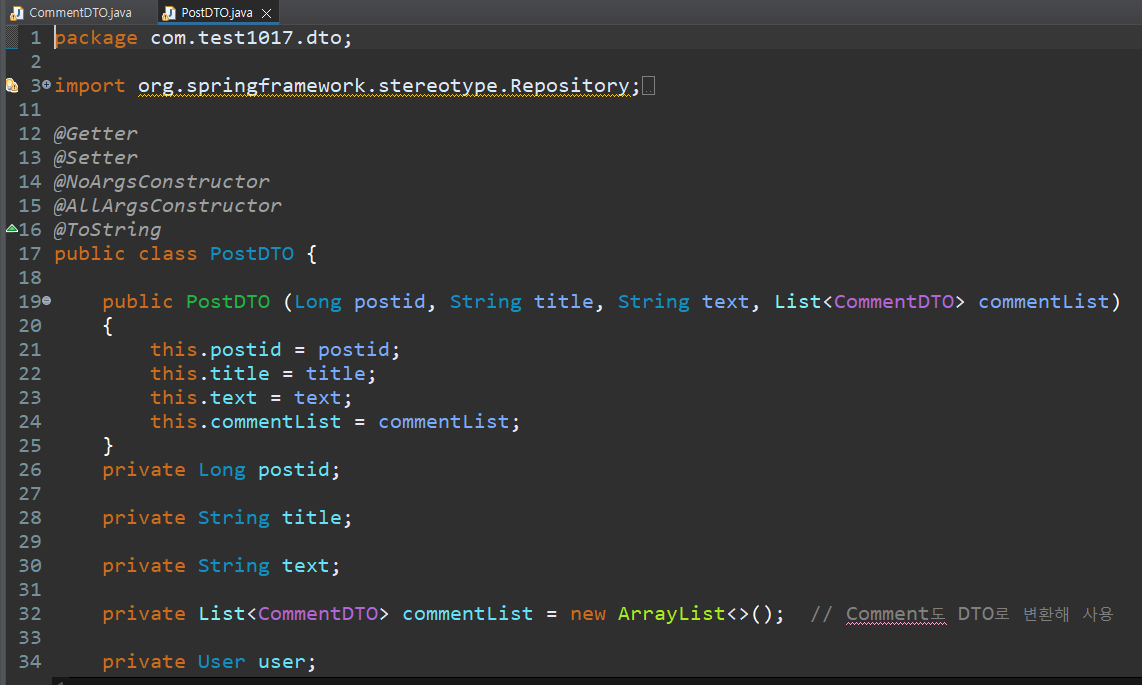 CommentDTO.java PostDTO.java
1 package com.test1017.dto;
2
3 import org.springframework.stereotype.Repository;
11
12 @Getter
13 @Setter
14 @NoArgsConstructor
15 @AllArgsConstructor
16 @ToString
17 public class PostDTO {
18
19 public PostDTO (Long postid, String title, String text, List<CommentDTO> commentList)
20 {
21 this.postid = postid;
22 this.title = title;
23 this.text = text;
24 this.commentList = commentList;
25 }
26 private Long postid;
27
28 private String title;
29
30 private String text;
31
32 private List<CommentDTO> commentList = new ArrayList<>(); // Comment도 DTO로 변환해 사용
33
34 private User user;